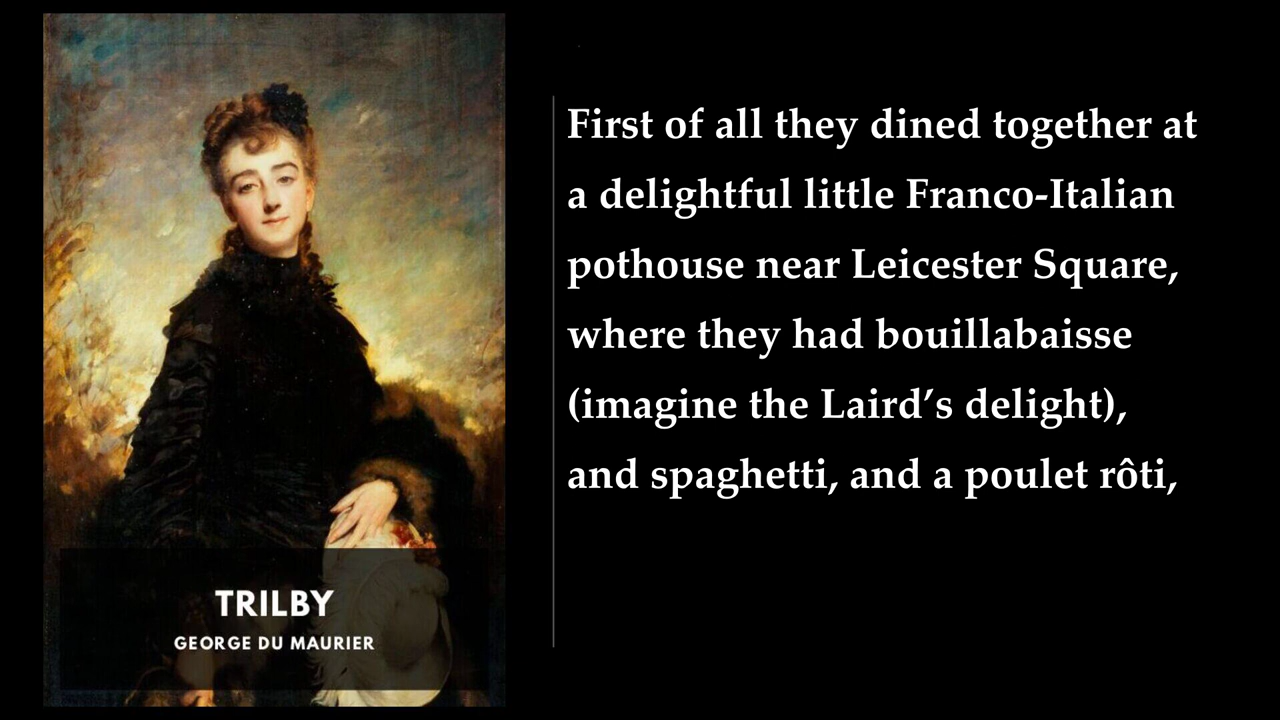 TRILBY
GEORGE DU MAURIER
First of all they dined together at
a delightful little Franco-Italian
pothouse near Leicester Square,
where they had bouillabaisse
(imagine the Laird’s delight),
and spaghetti, and a poulet rôti,